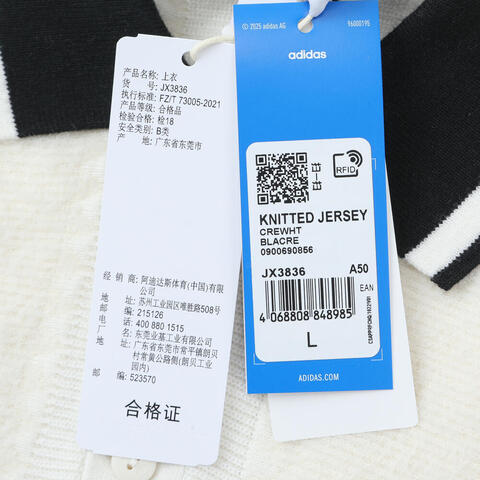 产品名称: 上衣
货 号: JX3836
执行标准: FZ/T 73005-2021
产品等级: 合格品
检验合格: 检18
安全类别: B类
产 地: 广东省东莞市
经 销 商: 阿迪达斯体育(中国)有限
公司
地 址: 苏州工业园区唯胜路508号
邮 编: 215126
电 话: 400 880 1515
厂 名: 东莞业基工业有限公司
厂 址: 广东省东莞市常平镇朗贝
村常黄公路侧(朗贝工业
园内)
邮 编: 523570
合格证
© 2025 adidas AG
96000195
adidas
RFID
KNITTED JERSEY
CREWHT
BLACRE
0900690856
JX3836 A50
EAN
4 068808 848985
L
ADIDAS.COM